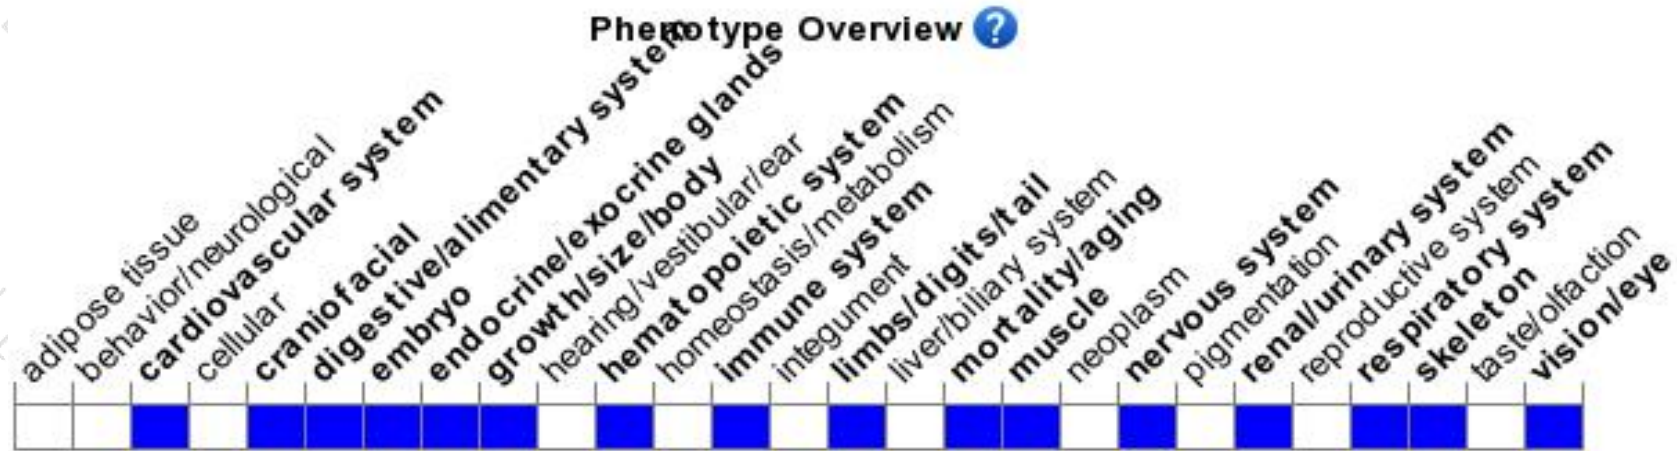 Phenotype Overview ?
adipose tissue
behavior/neurological
cardiovascular system
cellular
craniofacial
digestive/alimentary system
embryo
endocrine/exocrine glands
growth/size/body
hearing/vestibular/ear
hematopoietic system
homeostasis/metabolism
immune system
integument
limbs/digits/tail
liver/biliary system
mortality/aging
muscle
neoplasm
nervous system
pigmentation
renal/urinary system
reproductive system
respiratory system
skeleton
taste/olfaction
vision/eye